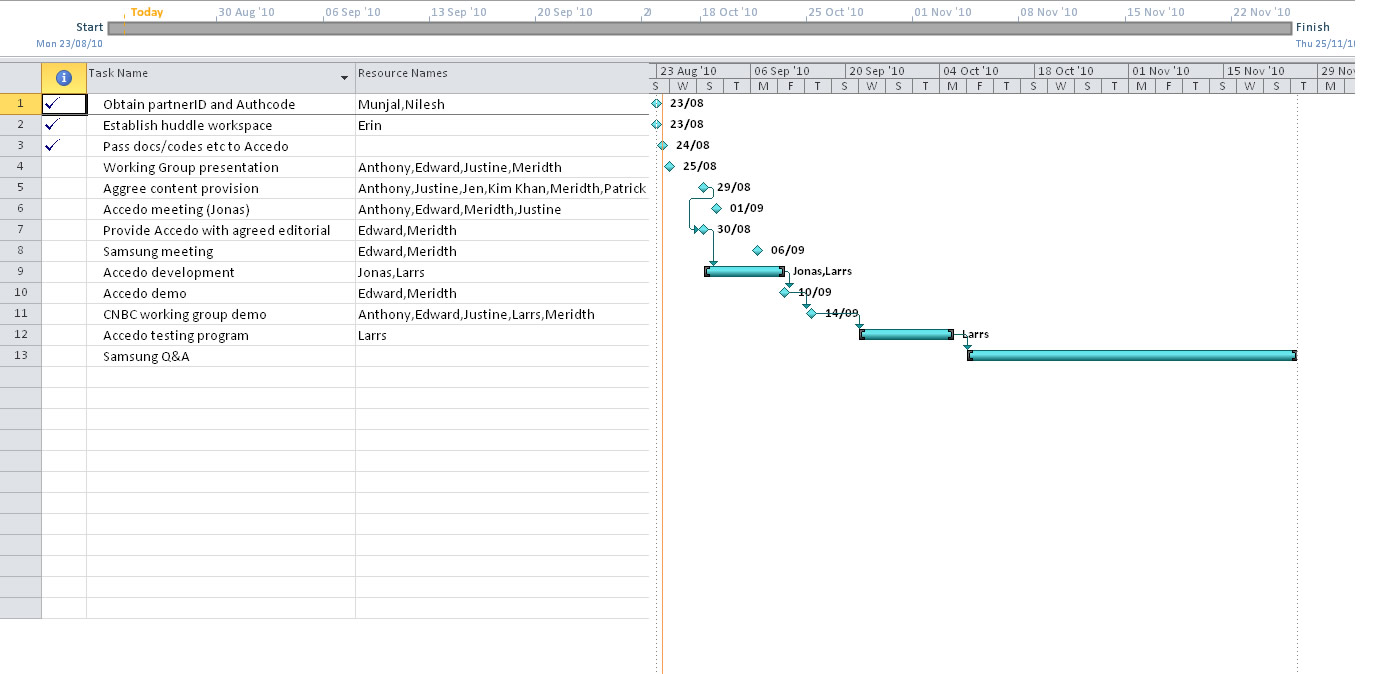 Today 30 Aug '10 06 Sep '10 13 Sep '10 20 Sep '10 18 Oct '10 25 Oct '10 01 Nov '10 08 Nov '10 15 Nov '10 22 Nov '10
Start Finish
Mon 23/08/10 Thu 25/11/1
Task Name Resource Names 23 Aug '10 06 Sep '10 20 Sep '10 04 Oct '10 18 Oct '10 01 Nov '10 15 Nov '10 29 Nov
S W S T M F T S W S T M F T S W S T M F T S W S T M
1 Obtain partnerID and Authcode Munjal,Nilesh 23/08
2 Establish huddle workspace Erin 23/08
3 Pass docs/codes etc to Accedo 24/08
4 Working Group presentation Anthony,Edward,Justine,Meridth 25/08
5 Aggree content provision Anthony,Justine,Jen,Kim Khan,Meridth,Patrick 29/08
6 Accedo meeting (Jonas) Anthony,Edward,Meridth,Justine 01/09
7 Provide Accedo with agreed editorial Edward,Meridth 30/08
8 Samsung meeting Edward,Meridth 06/09
9 Accedo development Jonas,Larrs Jonas,Larrs
10 Accedo demo Edward,Meridth 10/09
11 CNBC working group demo Anthony,Edward,Justine,Larrs,Meridth 14/09
12 Accedo testing program Larrs Larrs
13 Samsung Q&A